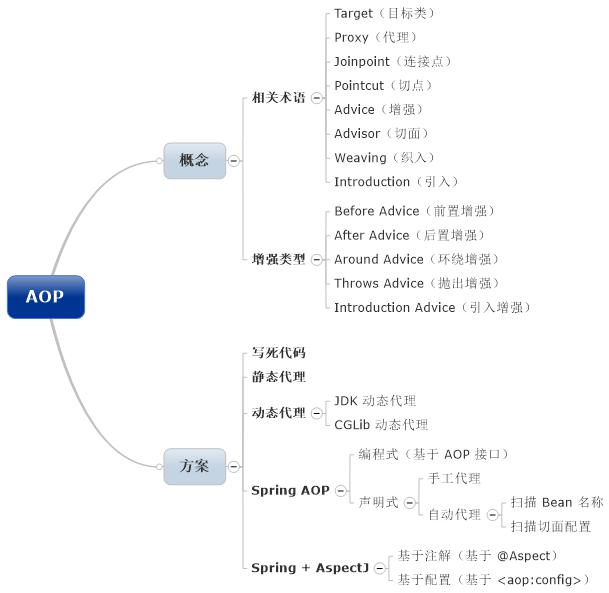 AOP
概念
相关术语
Target（目标类）
Proxy（代理）
Joinpoint（连接点）
Pointcut（切点）
Advice（增强）
Advisor（切面）
Weaving（织入）
Introduction（引入）
增强类型
Before Advice（前置增强）
After Advice（后置增强）
Around Advice（环绕增强）
Throws Advice（抛出增强）
Introduction Advice（引入增强）
方案
写死代码
静态代理
动态代理
JDK 动态代理
CGLib 动态代理
Spring AOP
编程式（基于 AOP 接口）
声明式
手工代理
自动代理
扫描 Bean 名称
扫描切面配置
Spring + AspectJ
基于注解（基于 @Aspect）
基于配置（基于 <aop:config>）